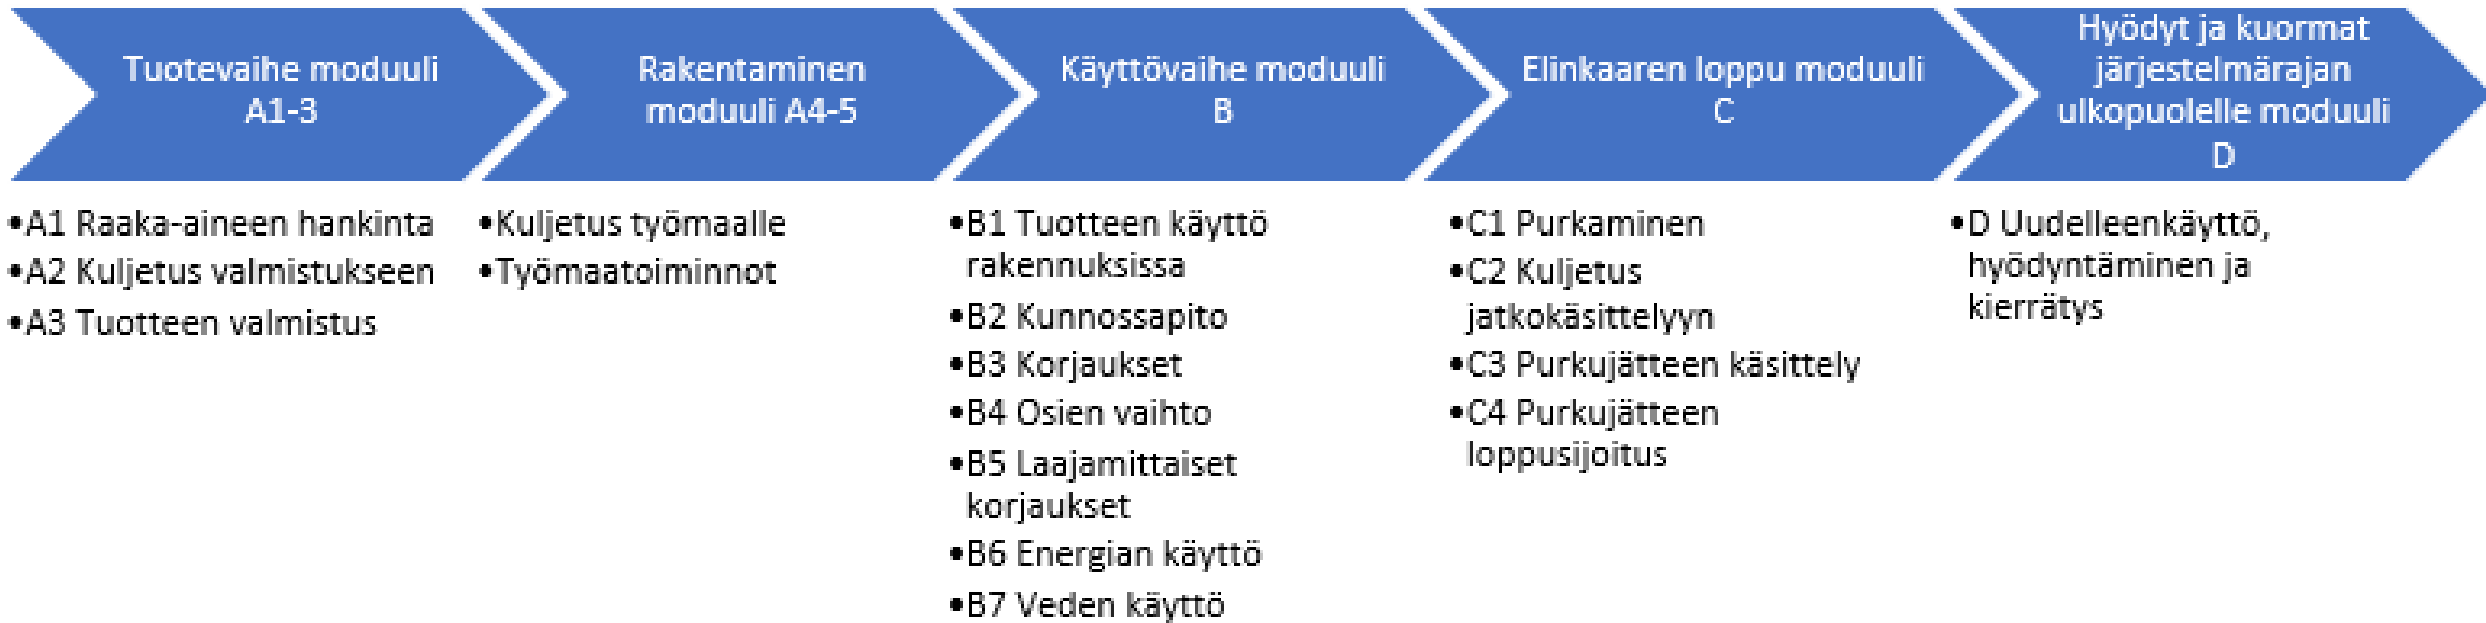 Tuotevaihe moduuli
A1-3
Rakentaminen
moduuli A4-5
Käyttövaihe moduuli
B
Elinkaaren loppu moduuli
C
Hyödyt ja kuormat
järjestelmärajan
ulkopuolelle moduuli
D
•A1 Raaka-aineen hankinta
•A2 Kuljetus valmistukseen
•A3 Tuotteen valmistus
•Kuljetus työmaalle
•Työmaatoiminnot
•B1 Tuotteen käyttö
rakennuksissa
•B2 Kunnossapito
•B3 Korjaukset
•B4 Osien vaihto
•B5 Laajamittaiset
korjaukset
•B6 Energian käyttö
•B7 Veden käyttö
•C1 Purkaminen
•C2 Kuljetus
jatkokäsittelyyn
•C3 Purkujätteen käsittely
•C4 Purkujätteen
loppusijoitus
•D Uudelleenkäyttö,
hyödyntäminen ja
kierrätys